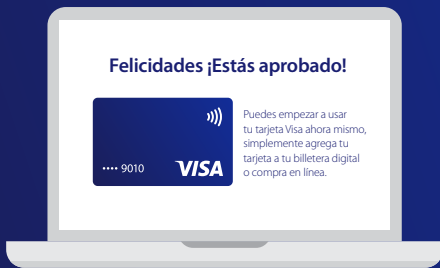 Felicidades ¡Estás aprobado!
Puedes empezar a usar
tu tarjeta Visa ahora mismo,
simplemente agrega tu
tarjeta a tu billetera digital
o compra en línea.
•••• 9010 VISA